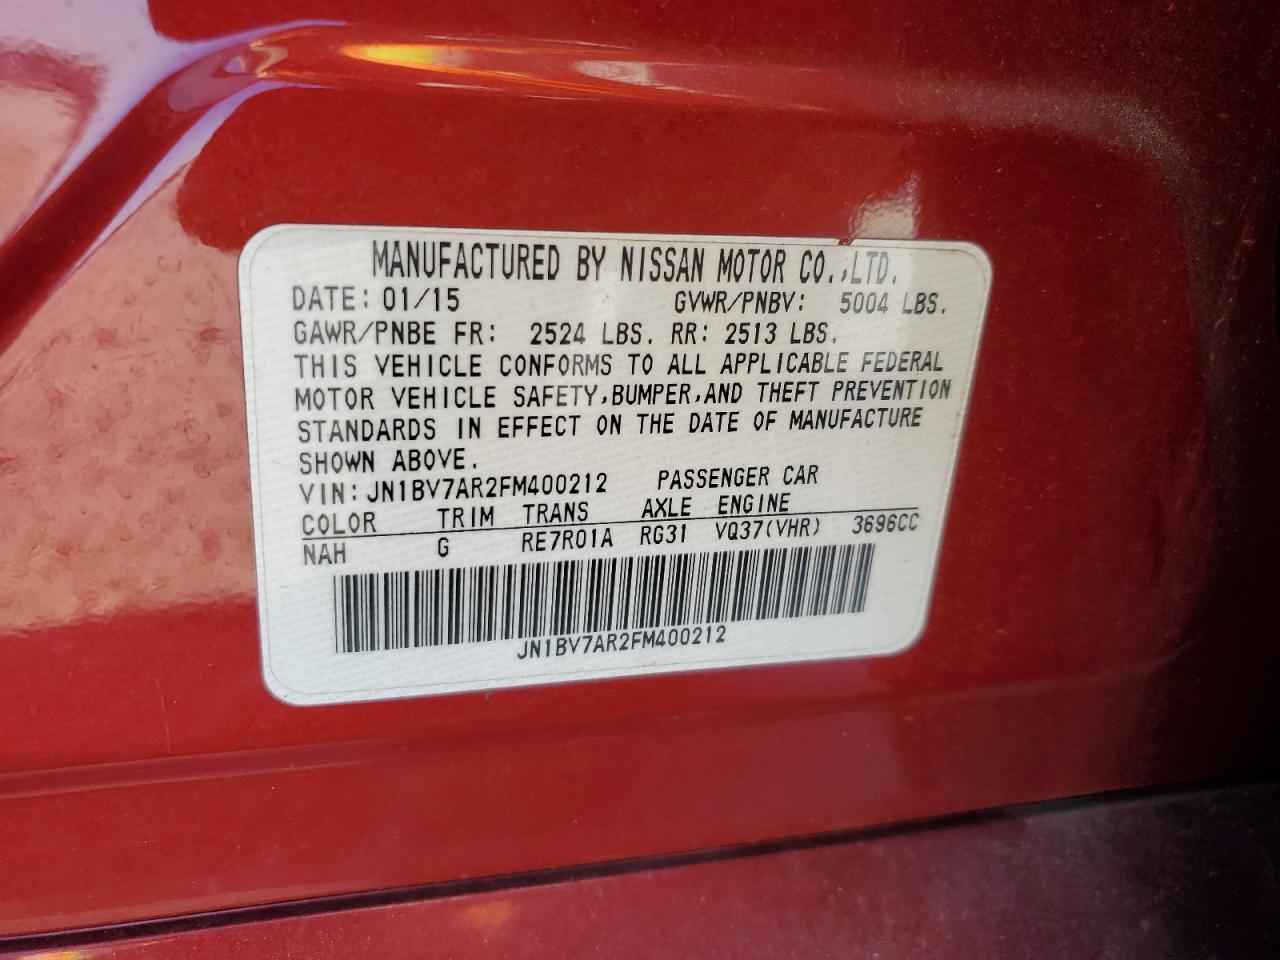 MANUFACTURED BY NISSAN MOTOR CO.,LTD.
DATE: 01/15 GVWR/PNBV: 5004 LBS.
GAWR/PNBE FR: 2524 LBS. RR: 2513 LBS.
THIS VEHICLE CONFORMS TO ALL APPLICABLE FEDERAL
MOTOR VEHICLE SAFETY,BUMPER,AND THEFT PREVENTION
STANDARDS IN EFFECT ON THE DATE OF MANUFACTURE
SHOWN ABOVE.
VIN: JN1BV7AR2FM400212 PASSENGER CAR
COLOR TRIM TRANS AXLE ENGINE
NAH G RE7R01A RG31 VQ37(VHR) 3696CC
JN1BV7AR2FM400212